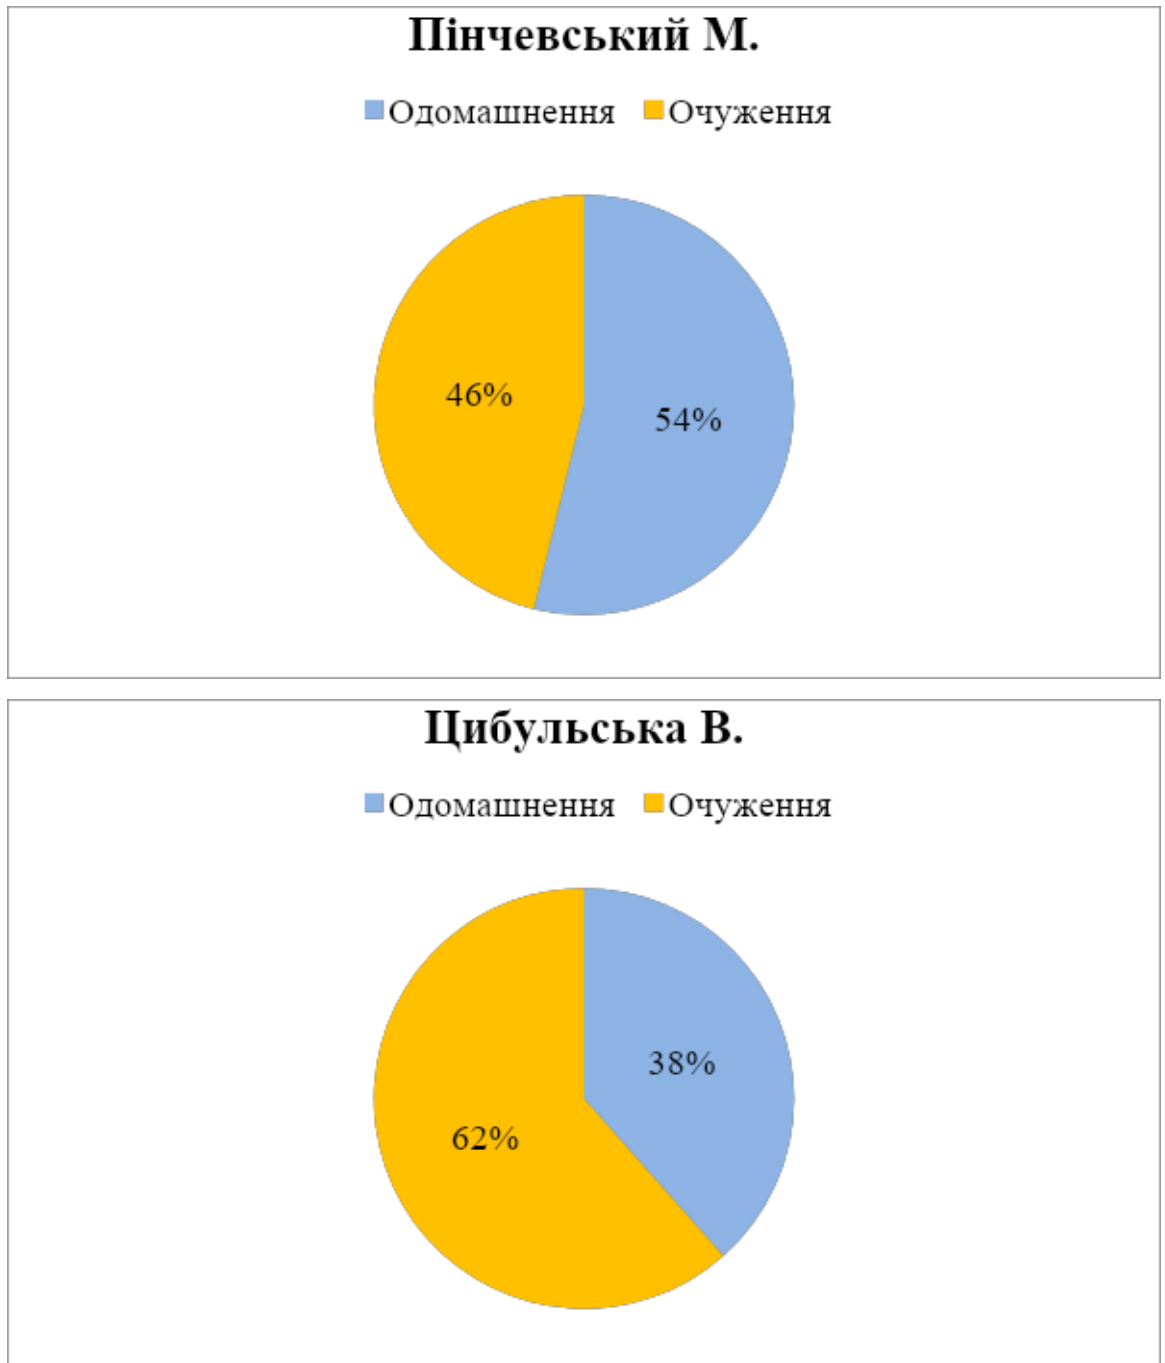 Пінчевський М.
Одомашнення Очуження
46%
54%
Цибульська В.
Одомашнення Очуження
38%
62%